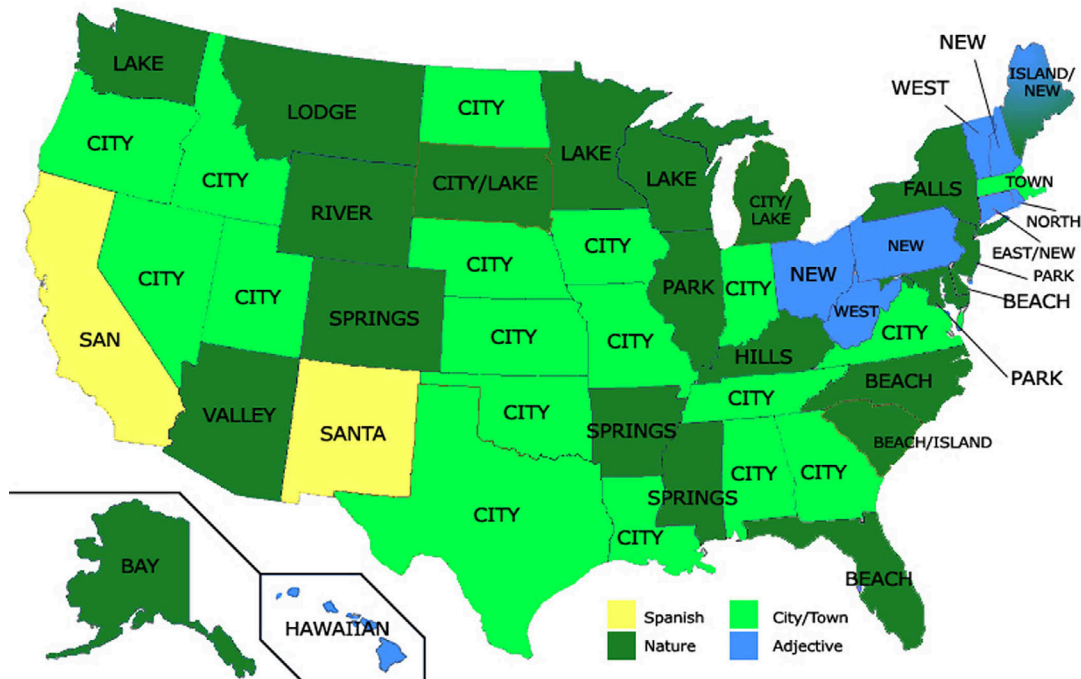 NEW
WEST
ISLAND/
NEW
LAKE
LODGE
CITY
CITY
LAKE
CITY
CITY/LAKE
LAKE
CITY/
LAKE
FALLS
TOWN
NORTH
EAST/NEW
PARK
BEACH
RIVER
CITY
CITY
NEW
NEW
CITY
CITY
SPRINGS
CITY
CITY
PARK
CITY
WEST
CITY
HILLS
PARK
SAN
VALLEY
SANTA
CITY
CITY
BEACH
SPRINGS
BEACH/ISLAND
CITY
CITY
SPRINGS
CITY
CITY
BAY
BEACH
HAWAIIAN
Spanish
City/Town
Nature
Adjective